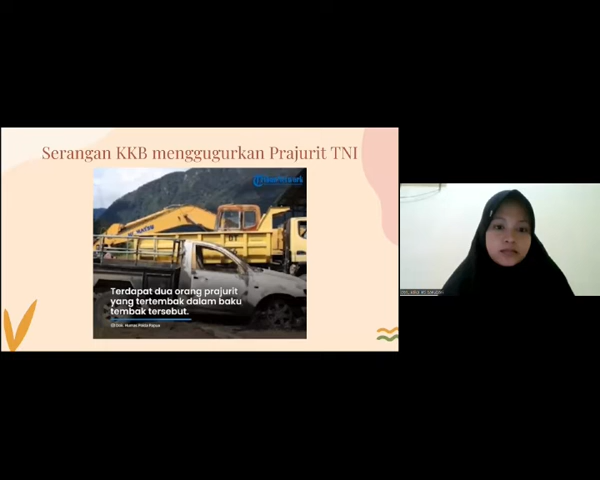 Serangan KKB menggugurkan Prajurit TNI
Terdapat dua orang prajurit
yang tertembak dalam baku
tembak tersebut.